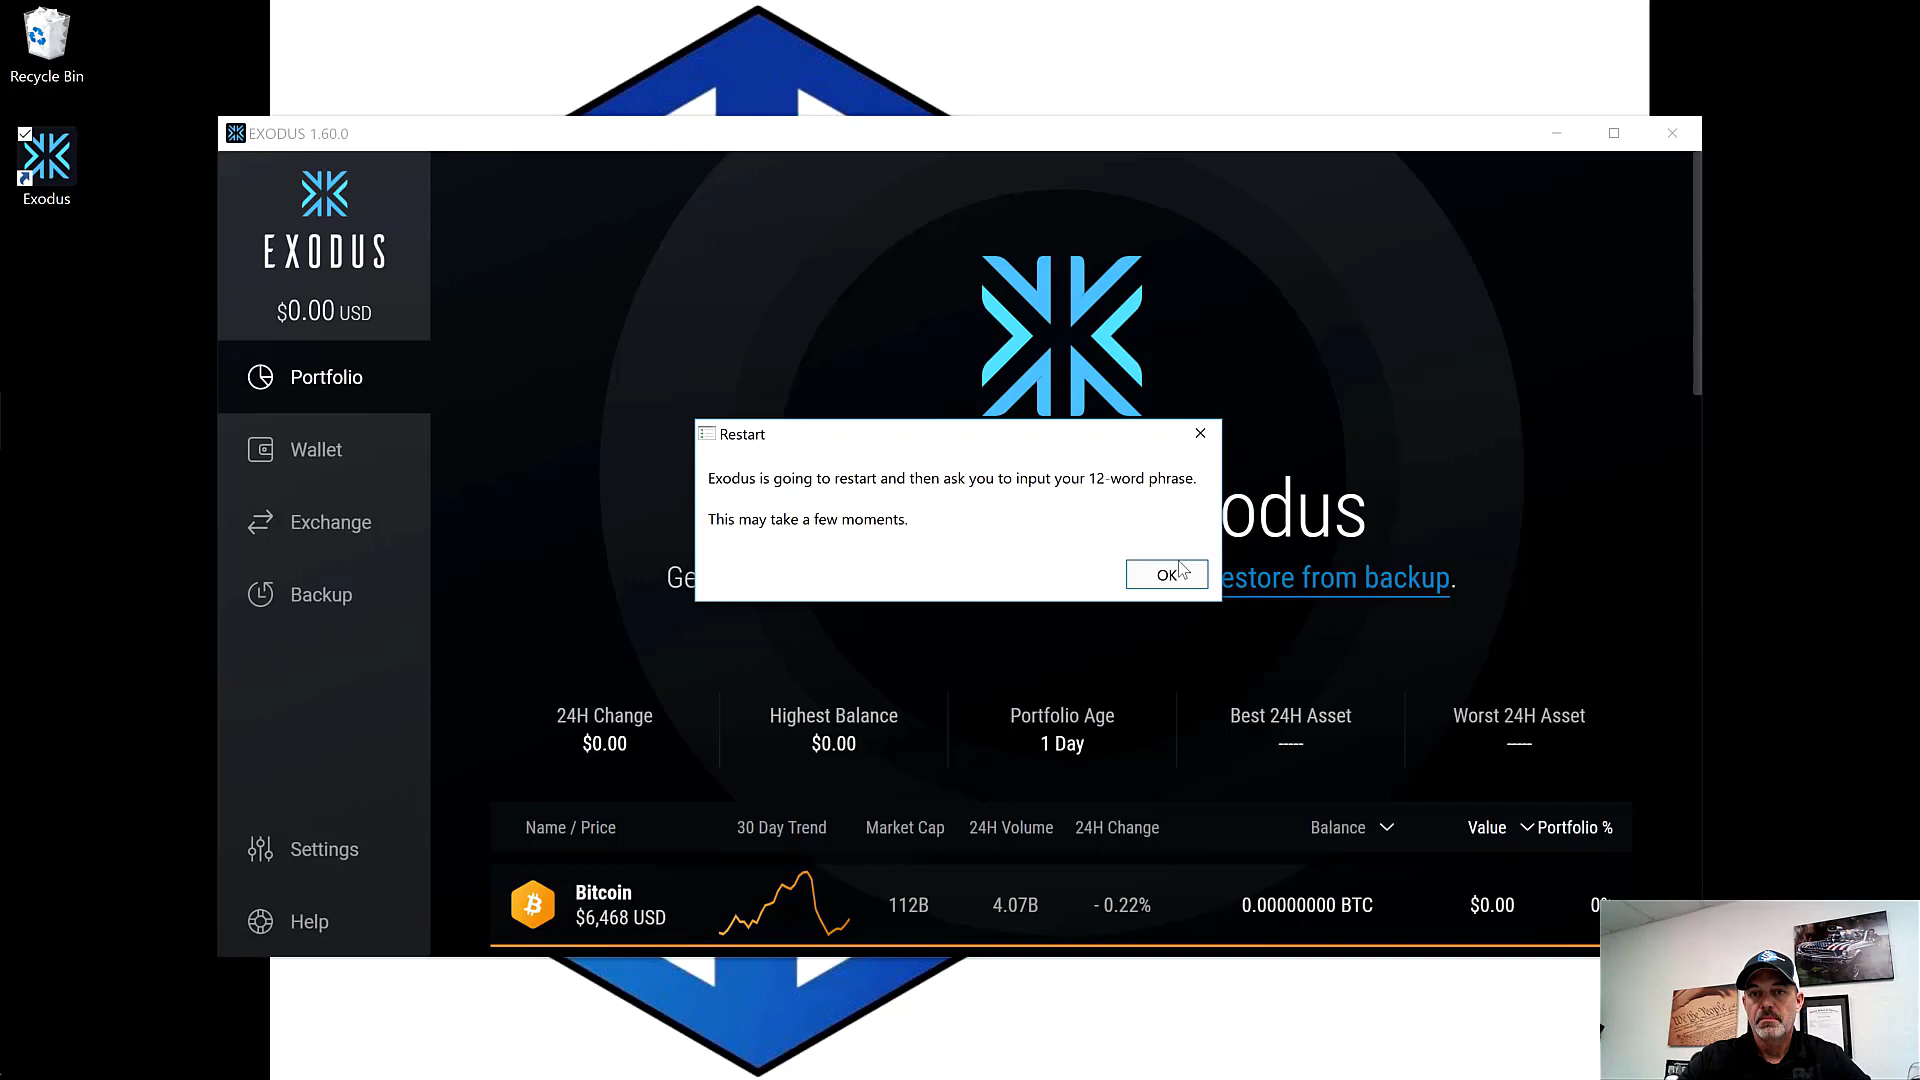 Recycle Bin
Exodus
EXODUS 1.60.0
EXODUS
$0.00 USD
Portfolio
Wallet
Exchange
Backup
Settings
Help
Restart
Exodus is going to restart and then ask you to input your 12-word phrase.
This may take a few moments.
OK
odus
Ge
estore from backup.
24H Change
$0.00
Highest Balance
$0.00
Portfolio Age
1 Day
Best 24H Asset
-----
Worst 24H Asset
-----
Name / Price 30 Day Trend Market Cap 24H Volume 24H Change Balance Value Portfolio %
Bitcoin
$6,468 USD
112B 4.07B - 0.22% 0.00000000 BTC $0.00 0%
We the People